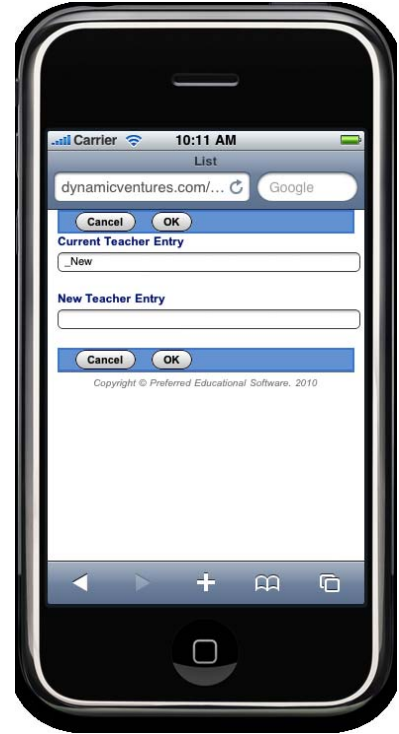 Carrier 10:11 AM
List
dynamicventures.com/... Google
Cancel OK
Current Teacher Entry
_New
New Teacher Entry
Cancel OK
Copyright © Preferred Educational Software, 2010